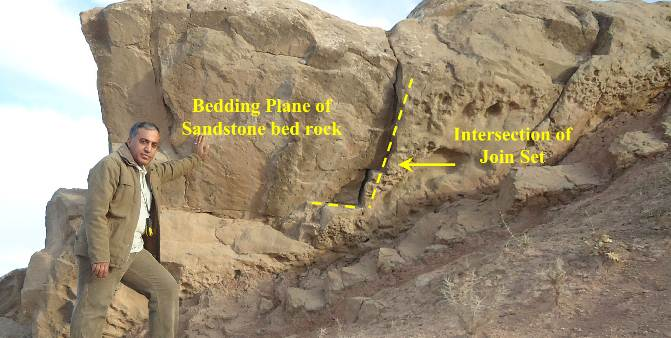 Bedding Plane of
Sandstone bed rock
Intersection of
Join Set